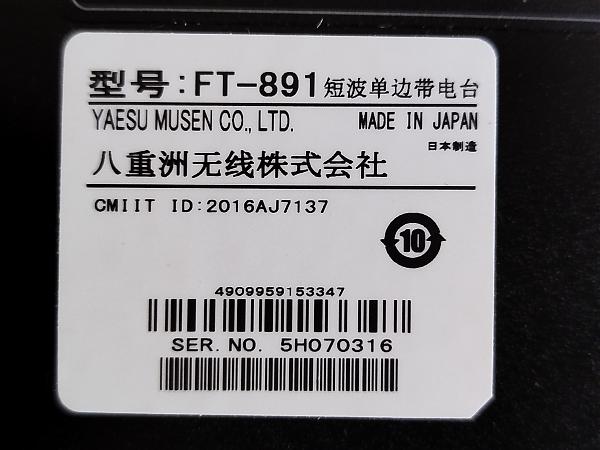 型号:FT-891短波单边带电台
YAESU MUSEN CO., LTD. MADE IN JAPAN
日本制造
八重洲无线株式会社
CMIIT ID:2016AJ7137
10
4909959153347
SER. NO. 5H070316